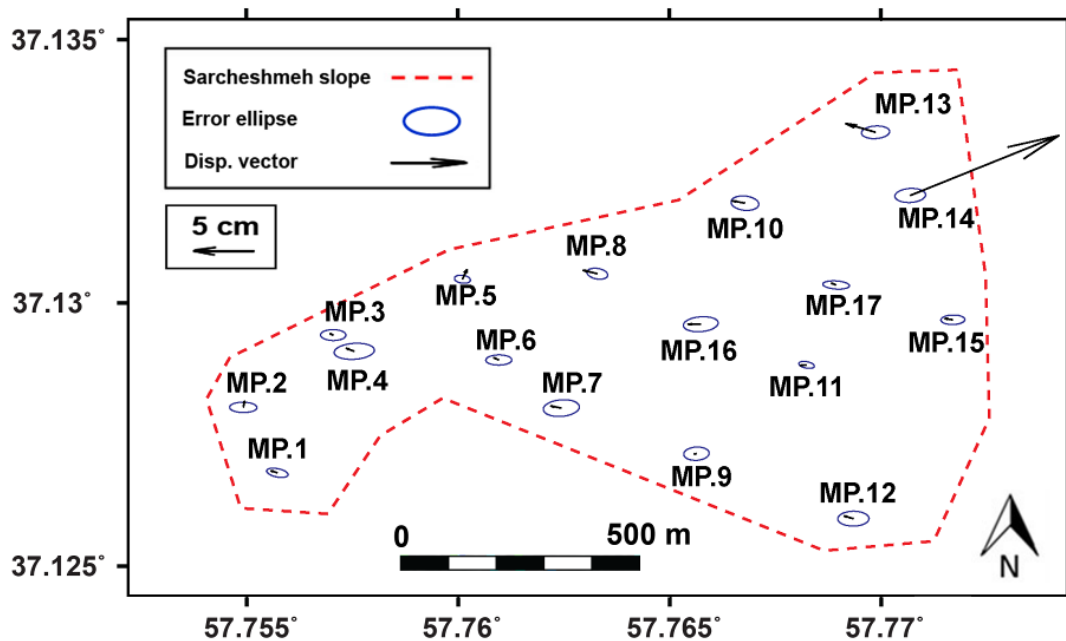 37.135°
37.13°
37.125°
Sarcheshmeh slope
Error ellipse
Disp. vector
5 cm
MP.13
MP.14
MP.10
MP.8
MP.5
MP.17
MP.3
MP.6
MP.16
MP.15
MP.4
MP.11
MP.2
MP.7
MP.1
MP.9
MP.12
0 500 m
N
57.755° 57.76° 57.765° 57.77°